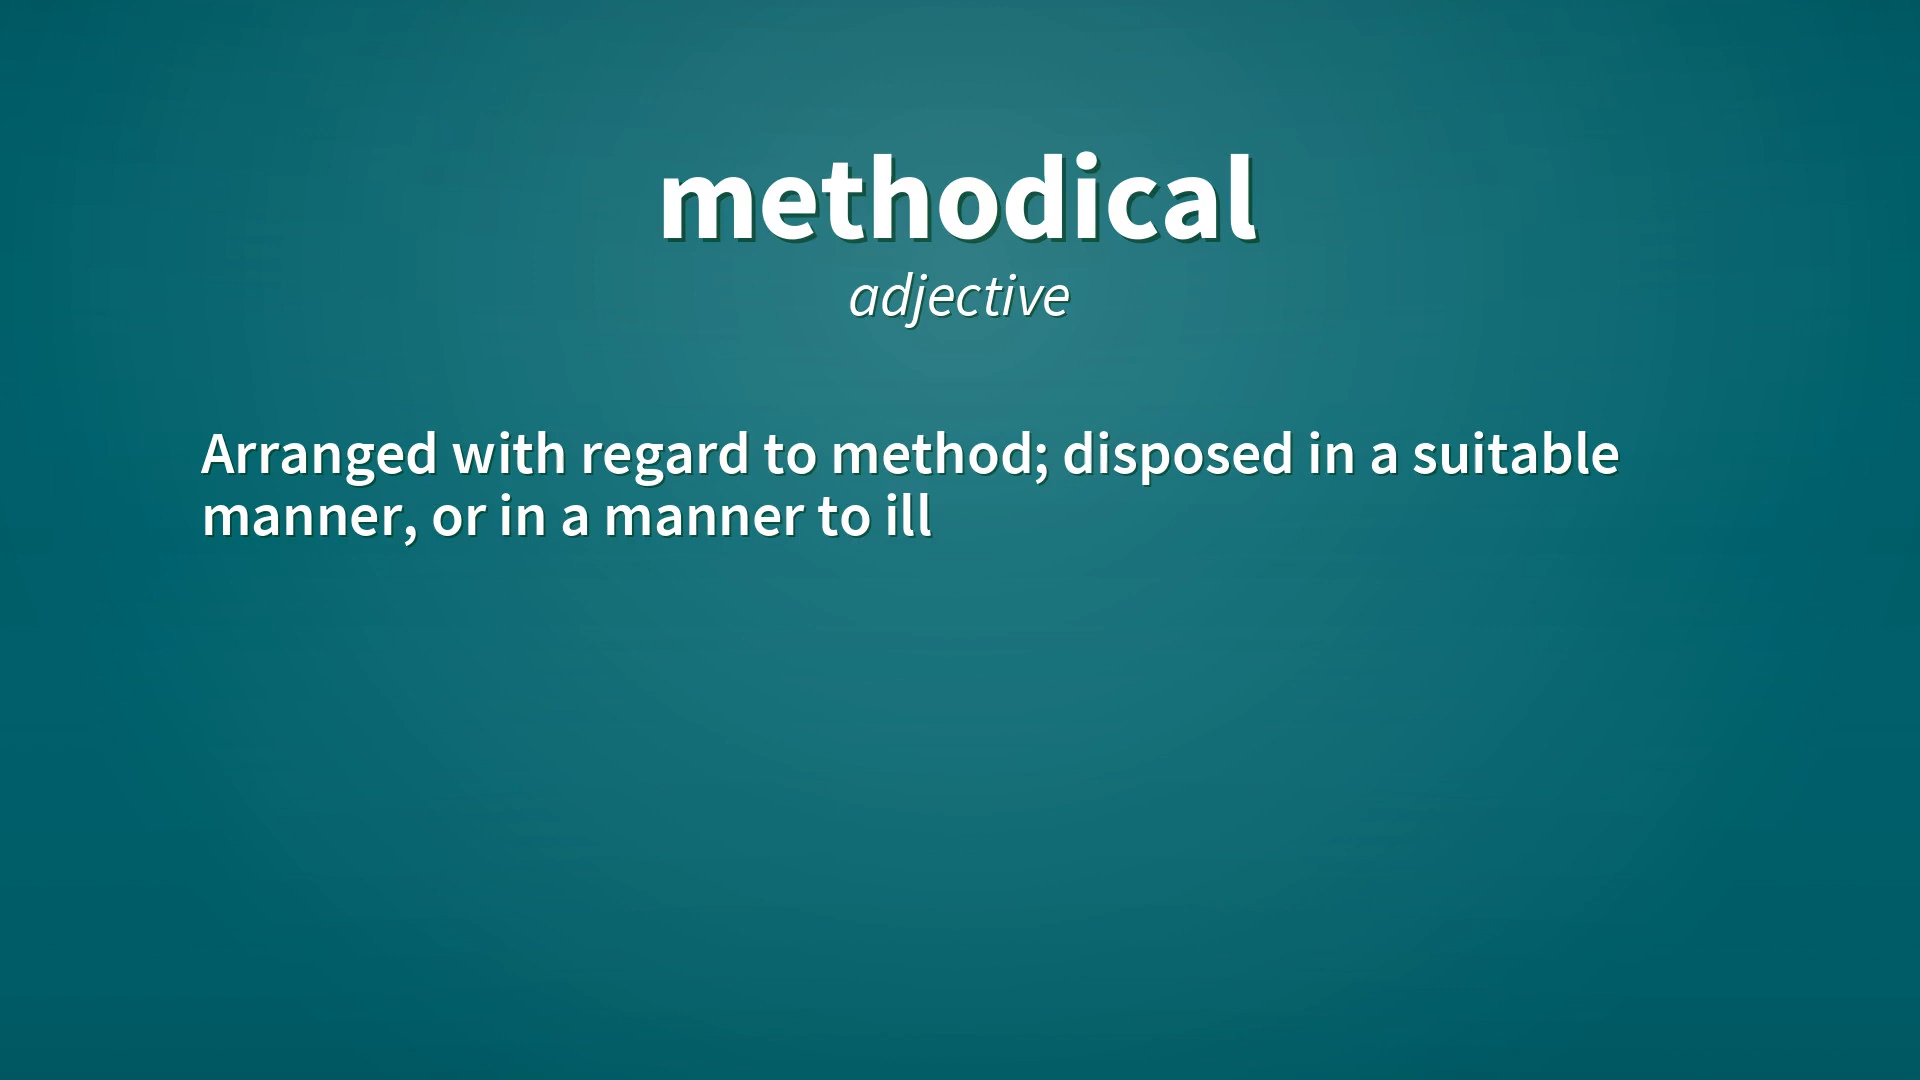 methodical
adjective
Arranged with regard to method; disposed in a suitable
manner, or in a manner to ill